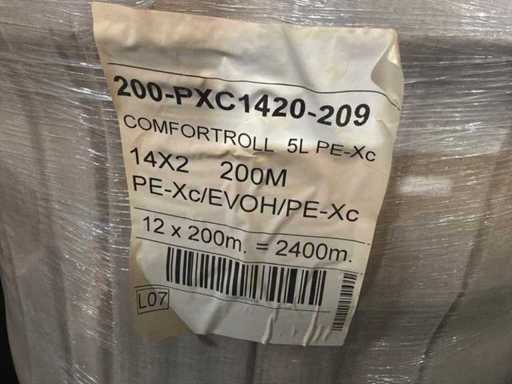 200-PXC1420-209
COMFORTROLL 5L PE-Xc
14X2 200M
PE-Xc/EVOH/PE-Xc
12 x 200m. = 2400m.
L07